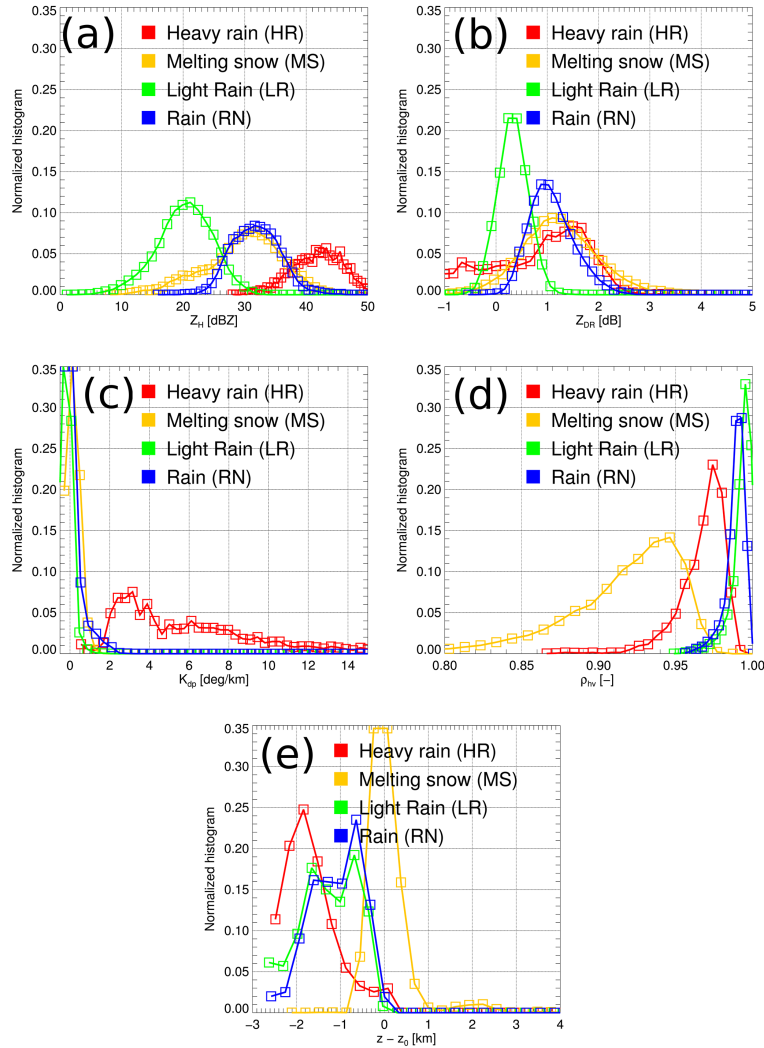 (a)
Heavy rain (HR)
Melting snow (MS)
Light Rain (LR)
Rain (RN)
Normalized histogram
0.35
0.30
0.25
0.20
0.15
0.10
0.05
0.00
0 10 20 30 40 50
Z_H [dBZ]
(b)
Heavy rain (HR)
Melting snow (MS)
Light Rain (LR)
Rain (RN)
Normalized histogram
0.35
0.30
0.25
0.20
0.15
0.10
0.05
0.00
−1 0 1 2 3 4 5
Z_DR [dB]
(c)
Heavy rain (HR)
Melting snow (MS)
Light Rain (LR)
Rain (RN)
Normalized histogram
0.35
0.30
0.25
0.20
0.15
0.10
0.05
0.00
0 2 4 6 8 10 12 14
K_dp [deg/km]
(d)
Heavy rain (HR)
Melting snow (MS)
Light Rain (LR)
Rain (RN)
Normalized histogram
0.35
0.30
0.25
0.20
0.15
0.10
0.05
0.00
0.80 0.85 0.90 0.95 1.00
ρ_hv [−]
(e)
Heavy rain (HR)
Melting snow (MS)
Light Rain (LR)
Rain (RN)
Normalized histogram
0.35
0.30
0.25
0.20
0.15
0.10
0.05
0.00
−3 −2 −1 0 1 2 3 4
z − z_0 [km]